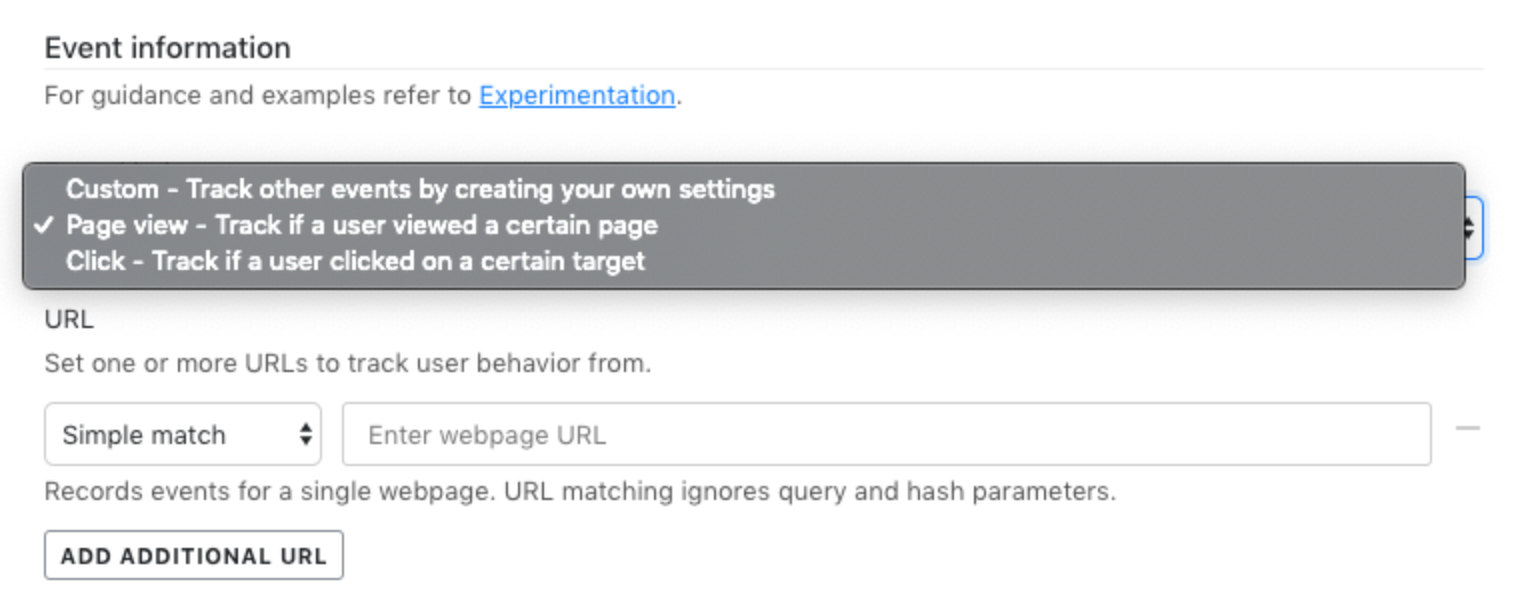 Event information
For guidance and examples refer to Experimentation.
Custom - Track other events by creating your own settings
Page view - Track if a user viewed a certain page
Click - Track if a user clicked on a certain target
URL
Set one or more URLs to track user behavior from.
Simple match Enter webpage URL
Records events for a single webpage. URL matching ignores query and hash parameters.
ADD ADDITIONAL URL